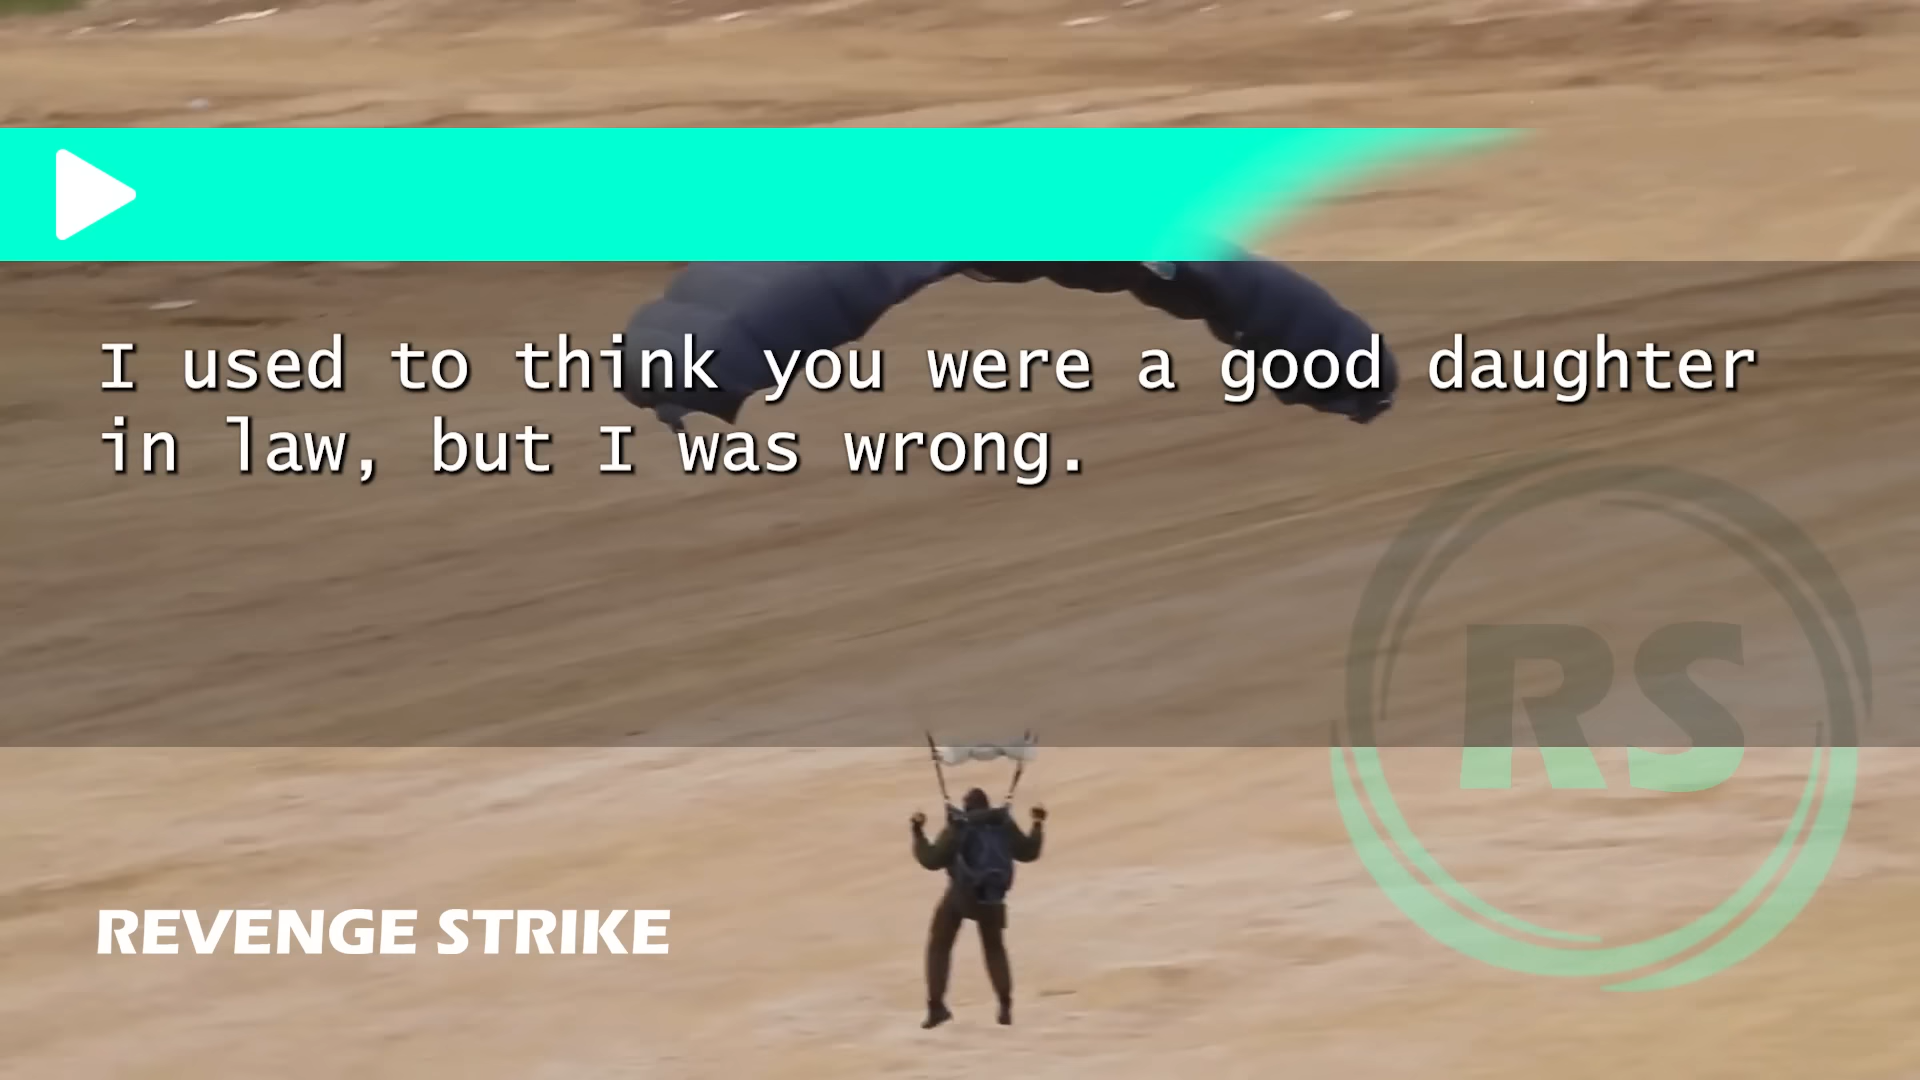 I used to think you were a good daughter
in law, but I was wrong.
RS
REVENGE STRIKE